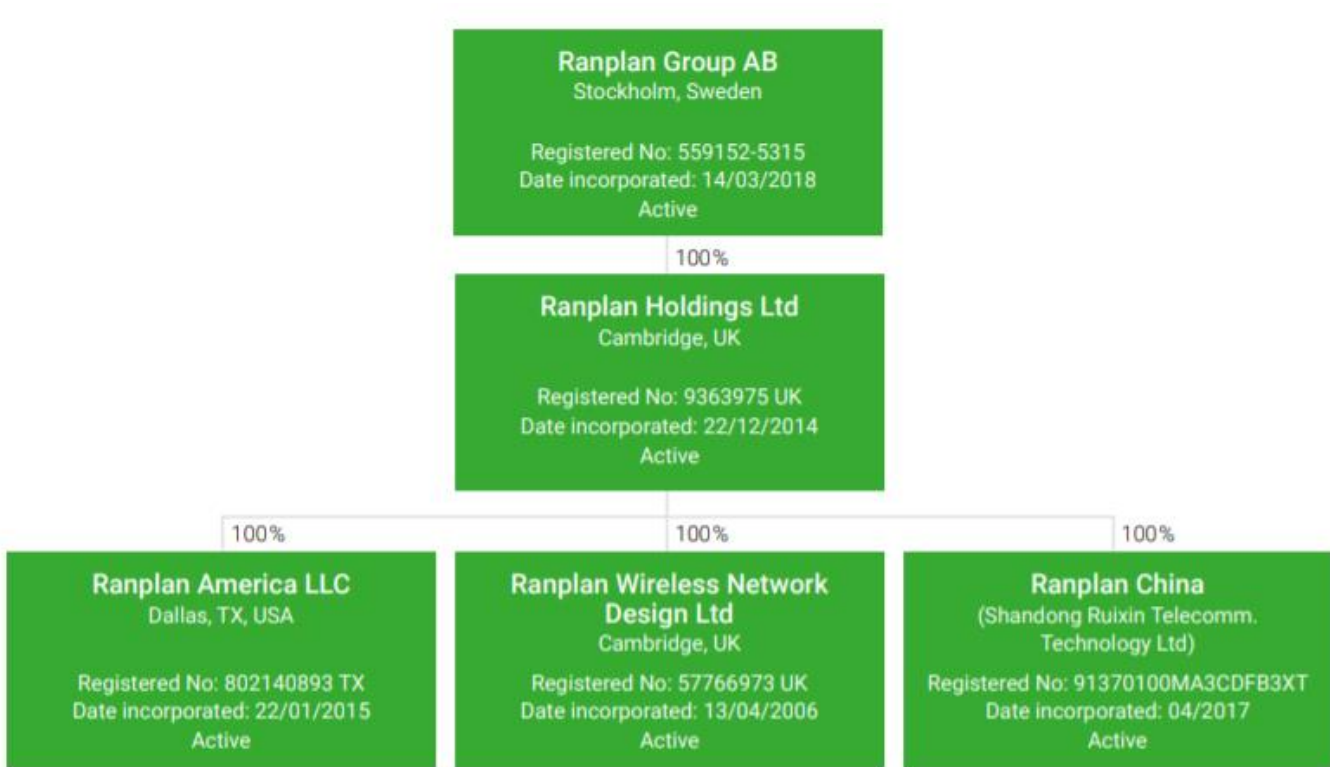 Ranplan Group AB
Stockholm, Sweden
Registered No: 559152-5315
Date incorporated: 14/03/2018
Active
100%
Ranplan Holdings Ltd
Cambridge, UK
Registered No: 9363975 UK
Date incorporated: 22/12/2014
Active
100%
100%
100%
Ranplan America LLC
Dallas, TX, USA
Registered No: 802140893 TX
Date incorporated: 22/01/2015
Active
Ranplan Wireless Network
Design Ltd
Cambridge, UK
Registered No: 57766973 UK
Date incorporated: 13/04/2006
Active
Ranplan China
(Shandong Ruixin Telecomm.
Technology Ltd)
Registered No: 91370100MA3CDFB3XT
Date incorporated: 04/2017
Active